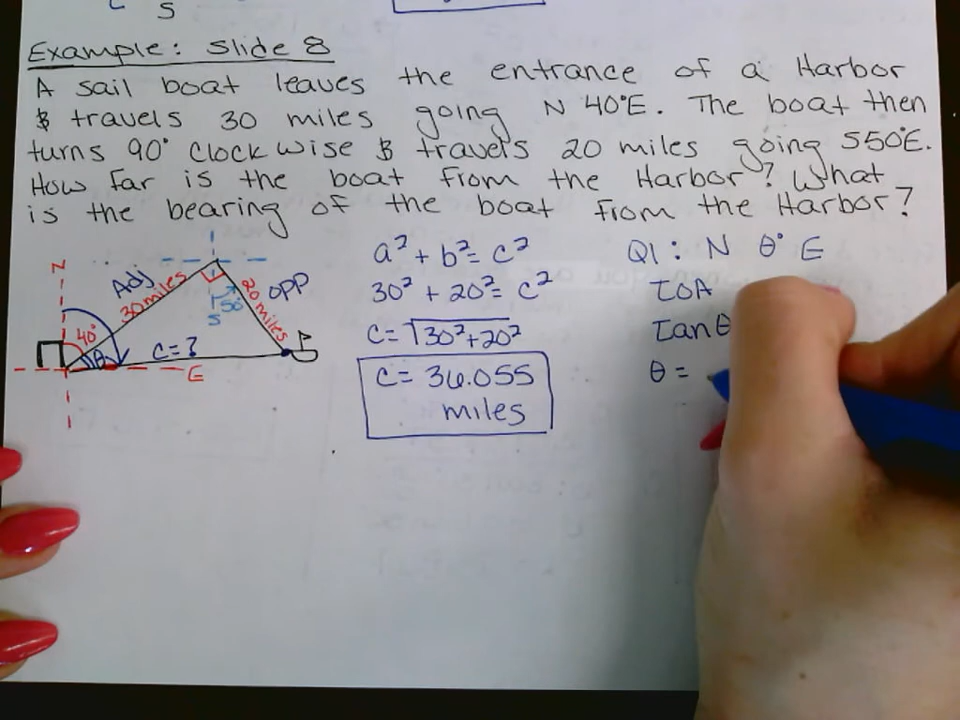 S
Example: Slide 8
A sail boat leaves the entrance of a Harbor
& travels 30 miles going N 40°E. The boat then
turns 90° clockwise & travels 20 miles going S50°E.
How far is the boat from the Harbor? What
is the bearing of the boat from the Harbor?
N
Adj
30 miles
40°
θ
E
c = ?
50°
S
20 miles
OPP
a² + b² = c²
30² + 20² = c²
c = √30²+20²
c = 36.055
miles
Q1: N θ° E
TOA
Tanθ
θ =